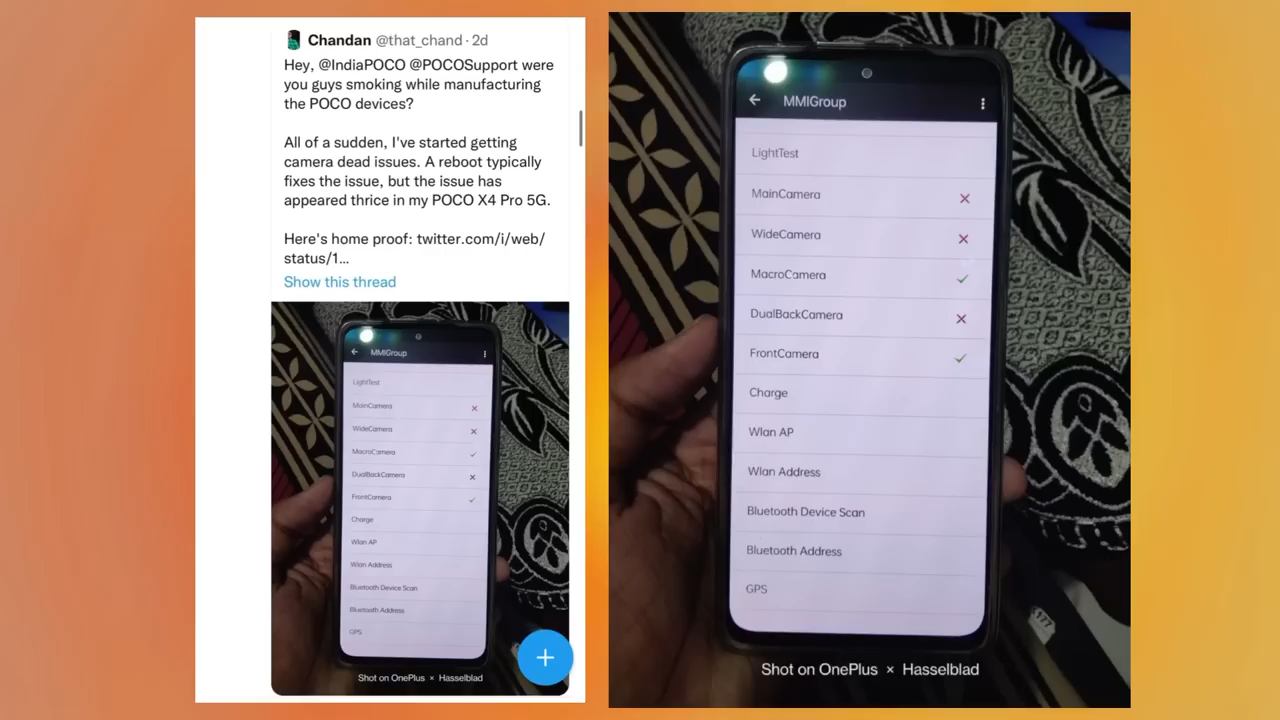 Chandan @that_chand · 2d
Hey, @IndiaPOCO @POCOSupport were
you guys smoking while manufacturing
the POCO devices?
All of a sudden, I've started getting
camera dead issues. A reboot typically
fixes the issue, but the issue has
appeared thrice in my POCO X4 Pro 5G.
Here's home proof: twitter.com/i/web/
status/1...
Show this thread
MMIGroup
LightTest
MainCamera
WideCamera
MacroCamera
DualBackCamera
FrontCamera
Charge
Wlan AP
Wlan Address
Bluetooth Device Scan
Bluetooth Address
GPS
Shot on OnePlus × Hasselblad
MMIGroup
LightTest
MainCamera
WideCamera
MacroCamera
DualBackCamera
FrontCamera
Charge
Wlan AP
Wlan Address
Bluetooth Device Scan
Bluetooth Address
GPS
Shot on OnePlus × Hasselblad